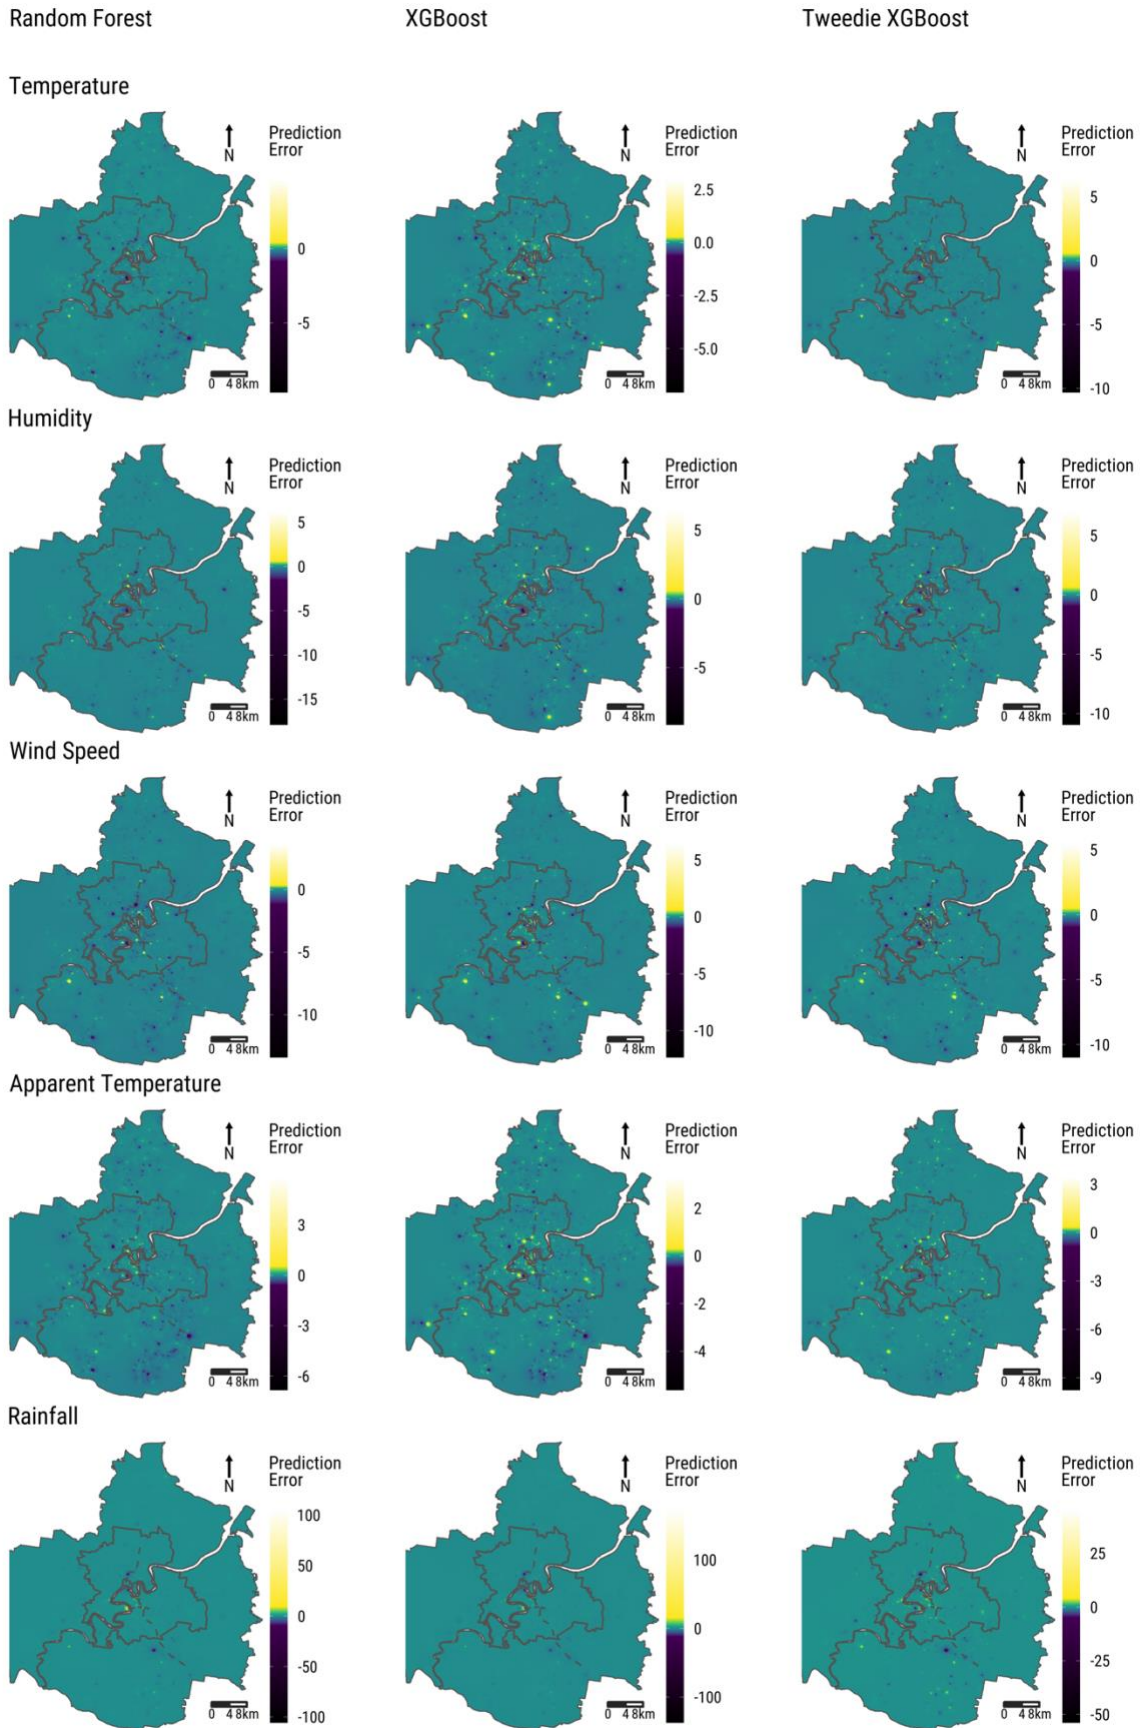 Random Forest
XGBoost
Tweedie XGBoost
Temperature
Prediction
Error
0
-5
N
0 4 8km
Prediction
Error
2.5
0.0
-2.5
-5.0
N
0 4 8km
Prediction
Error
5
0
-5
-10
N
0 4 8km
Humidity
Prediction
Error
5
0
-5
-10
-15
N
0 4 8km
Prediction
Error
5
0
-5
N
0 4 8km
Prediction
Error
5
0
-5
-10
N
0 4 8km
Wind Speed
Prediction
Error
0
-5
-10
N
0 4 8km
Prediction
Error
5
0
-5
-10
N
0 4 8km
Prediction
Error
5
0
-5
-10
N
0 4 8km
Apparent Temperature
Prediction
Error
3
0
-3
-6
N
0 4 8km
Prediction
Error
2
0
-2
-4
N
0 4 8km
Prediction
Error
3
0
-3
-6
-9
N
0 4 8km
Rainfall
Prediction
Error
100
50
0
-50
-100
N
0 4 8km
Prediction
Error
100
0
-100
N
0 4 8km
Prediction
Error
25
0
-25
-50
N
0 4 8km